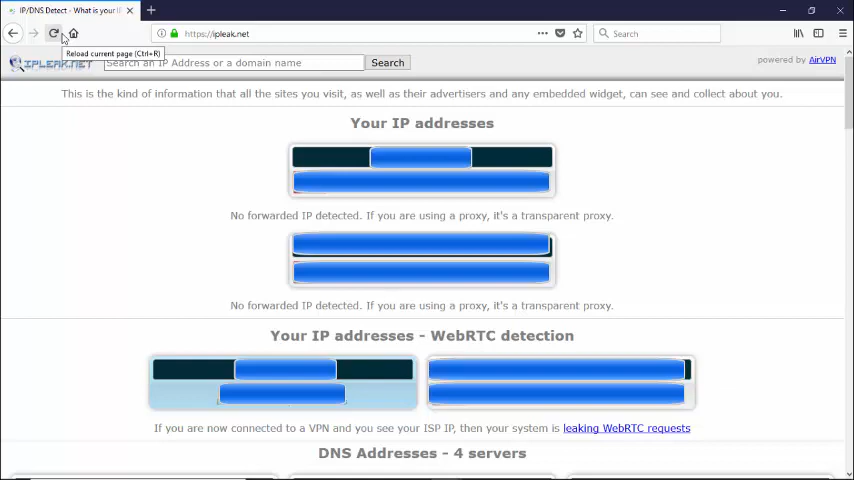 IP/DNS Detect - What is your IP
https://ipleak.net
Search
Reload current page (Ctrl+R)
IPLEAK.NET
Search an IP Address or a domain name
Search
powered by AirVPN
This is the kind of information that all the sites you visit, as well as their advertisers and any embedded widget, can see and collect about you.
Your IP addresses
No forwarded IP detected. If you are using a proxy, it's a transparent proxy.
No forwarded IP detected. If you are using a proxy, it's a transparent proxy.
Your IP addresses - WebRTC detection
If you are now connected to a VPN and you see your ISP IP, then your system is leaking WebRTC requests
DNS Addresses - 4 servers